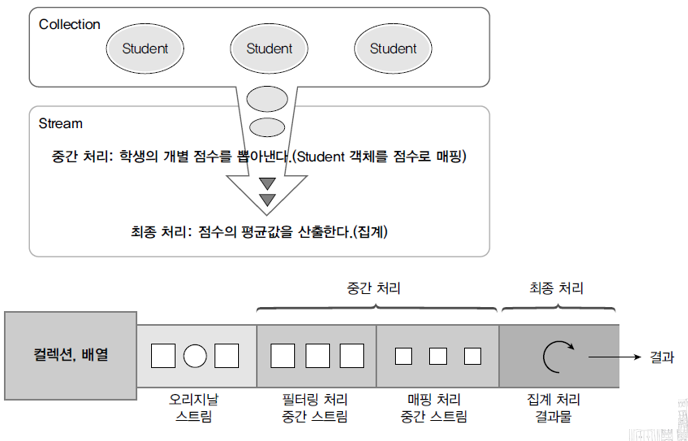 Collection
Student
Student
Student
Stream
중간 처리: 학생의 개별 점수를 뽑아낸다.(Student 객체를 점수로 매핑)
최종 처리: 점수의 평균값을 산출한다.(집계)
중간 처리
최종 처리
컬렉션, 배열
결과
오리지날
스트림
필터링 처리
중간 스트림
매핑 처리
중간 스트림
집계 처리
결과물